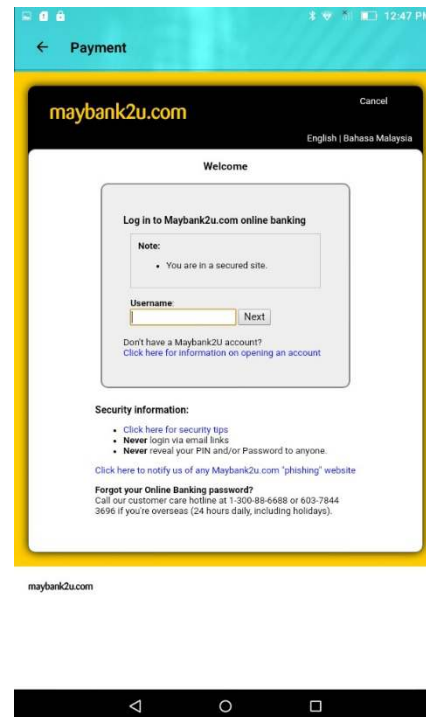 12:47 PM
Payment
maybank2u.com
Cancel
English | Bahasa Malaysia
Welcome
Log in to Maybank2u.com online banking
Note:
• You are in a secured site.
Username:
Next
Don't have a Maybank2U account?
Click here for information on opening an account
Security information:
• Click here for security tips
• Never login via email links
• Never reveal your PIN and/or Password to anyone.
Click here to notify us of any Maybank2u.com "phishing" website
Forgot your Online Banking password?
Call our customer care hotline at 1-300-88-6688 or 603-7844
3696 if you're overseas (24 hours daily, including holidays).
maybank2u.com